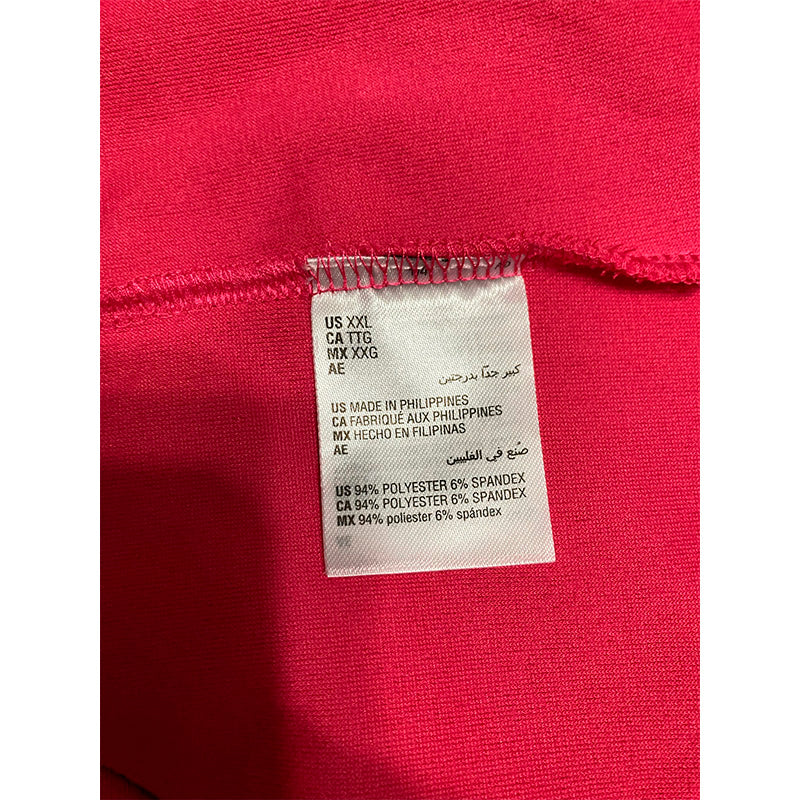 US XXL
CA TTG
MX XXG
AE
كبير جدًا بدرجتين
US MADE IN PHILIPPINES
CA FABRIQUÉ AUX PHILIPPINES
MX HECHO EN FILIPINAS
AE
صُنع في الفلبين
US 94% POLYESTER 6% SPANDEX
CA 94% POLYESTER 6% SPANDEX
MX 94% poliester 6% spándex